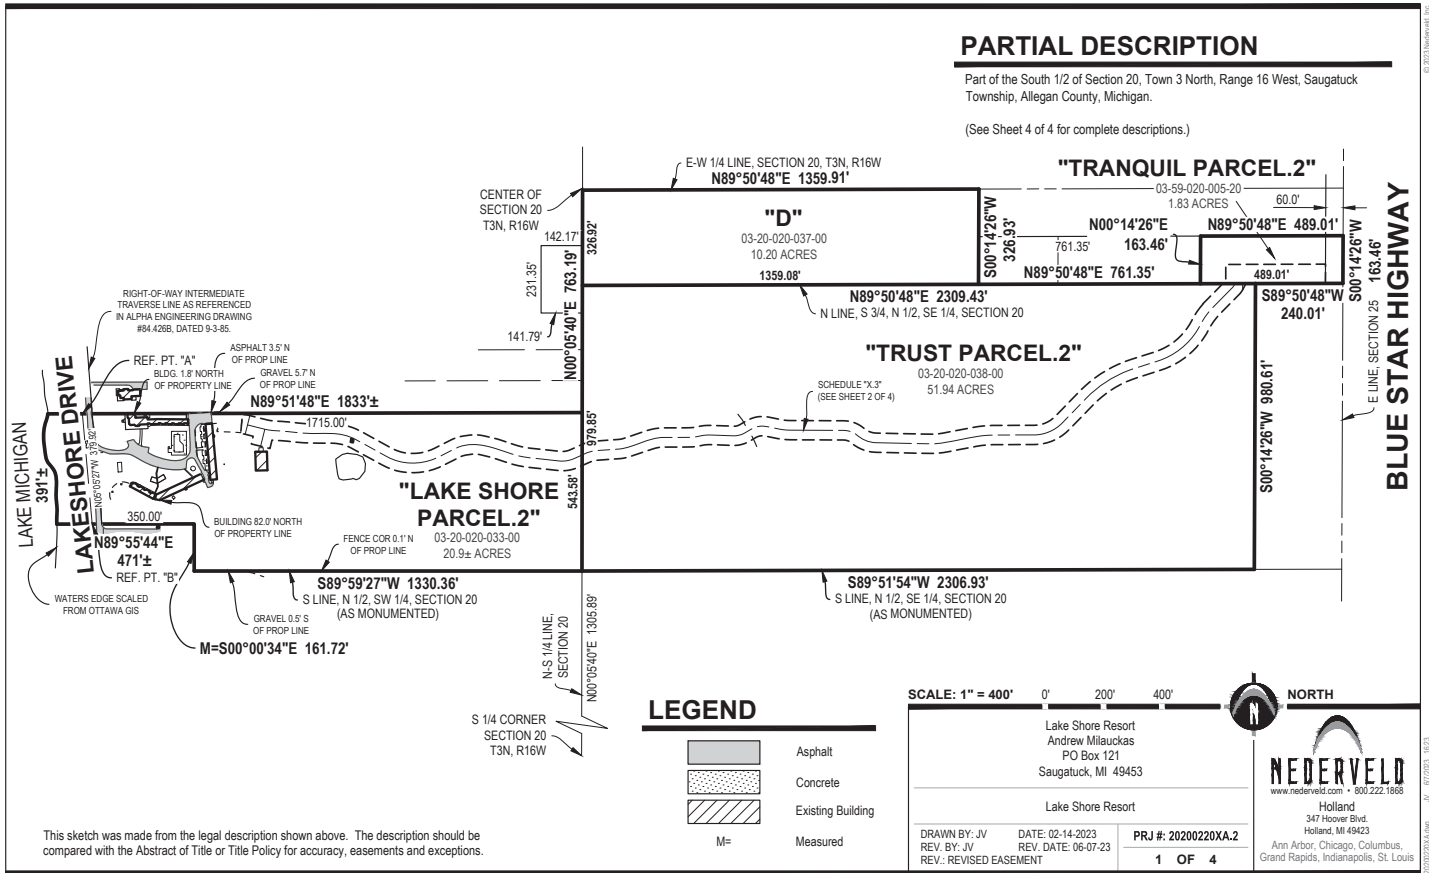 © 2023 Nederveld, Inc.
PARTIAL DESCRIPTION
Part of the South 1/2 of Section 20, Town 3 North, Range 16 West, Saugatuck
Township, Allegan County, Michigan.
(See Sheet 4 of 4 for complete descriptions.)
E-W 1/4 LINE, SECTION 20, T3N, R16W
N89°50'48"E 1359.91'
CENTER OF
SECTION 20
T3N, R16W
"D"
03-20-020-037-00
10.20 ACRES
1359.08'
326.92'
S00°14'26"W
326.93'
"TRANQUIL PARCEL.2"
03-59-020-005-20
1.83 ACRES
60.0'
N00°14'26"E
163.46'
N89°50'48"E 489.01'
761.35'
N89°50'48"E 761.35'
489.01'
S00°14'26"W
163.46'
S89°50'48"W
240.01'
BLUE STAR HIGHWAY
E LINE, SECTION 25
142.17'
231.35'
141.79'
N00°05'40"E 763.19'
N89°50'48"E 2309.43'
N LINE, S 3/4, N 1/2, SE 1/4, SECTION 20
"TRUST PARCEL.2"
03-20-020-038-00
51.94 ACRES
SCHEDULE "X.3"
(SEE SHEET 2 OF 4)
S00°14'26"W 980.61'
RIGHT-OF-WAY INTERMEDIATE
TRAVERSE LINE AS REFERENCED
IN ALPHA ENGINEERING DRAWING
#84.426B, DATED 9-3-85.
REF. PT. "A"
ASPHALT 3.5' N
OF PROP LINE
BLDG. 1.8' NORTH
OF PROPERTY LINE
GRAVEL 5.7' N
OF PROP LINE
N89°51'48"E 1833'±
1715.00'
LAKE MICHIGAN
391'±
LAKESHORE DRIVE
N05°05'27"W 379.92'
979.85'
543.58'
"LAKE SHORE
PARCEL.2"
03-20-020-033-00
20.9± ACRES
350.00'
BUILDING 82.0' NORTH
OF PROPERTY LINE
N89°55'44"E
471'±
REF. PT. "B"
WATERS EDGE SCALED
FROM OTTAWA GIS
FENCE COR 0.1' N
OF PROP LINE
S89°59'27"W 1330.36'
S LINE, N 1/2, SW 1/4, SECTION 20
(AS MONUMENTED)
GRAVEL 0.5' S
OF PROP LINE
M=S00°00'34"E 161.72'
S89°51'54"W 2306.93'
S LINE, N 1/2, SE 1/4, SECTION 20
(AS MONUMENTED)
N-S 1/4 LINE,
SECTION 20
N00°05'40"E 1305.89'
S 1/4 CORNER
SECTION 20
T3N, R16W
LEGEND
Asphalt
Concrete
Existing Building
M= Measured
This sketch was made from the legal description shown above. The description should be
compared with the Abstract of Title or Title Policy for accuracy, easements and exceptions.
SCALE: 1" = 400' 0' 200' 400'
N
NORTH
Lake Shore Resort
Andrew Milauckas
PO Box 121
Saugatuck, MI 49453
Lake Shore Resort
DRAWN BY: JV DATE: 02-14-2023
REV. BY: JV REV. DATE: 06-07-23
REV.: REVISED EASEMENT
PRJ #: 20200220XA.2
1 OF 4
NEDERVELD
www.nederveld.com • 800.222.1868
Holland
347 Hoover Blvd.
Holland, MI 49423
Ann Arbor, Chicago, Columbus,
Grand Rapids, Indianapolis, St. Louis
20200220XA.dwg JV 6/7/2023 16:23